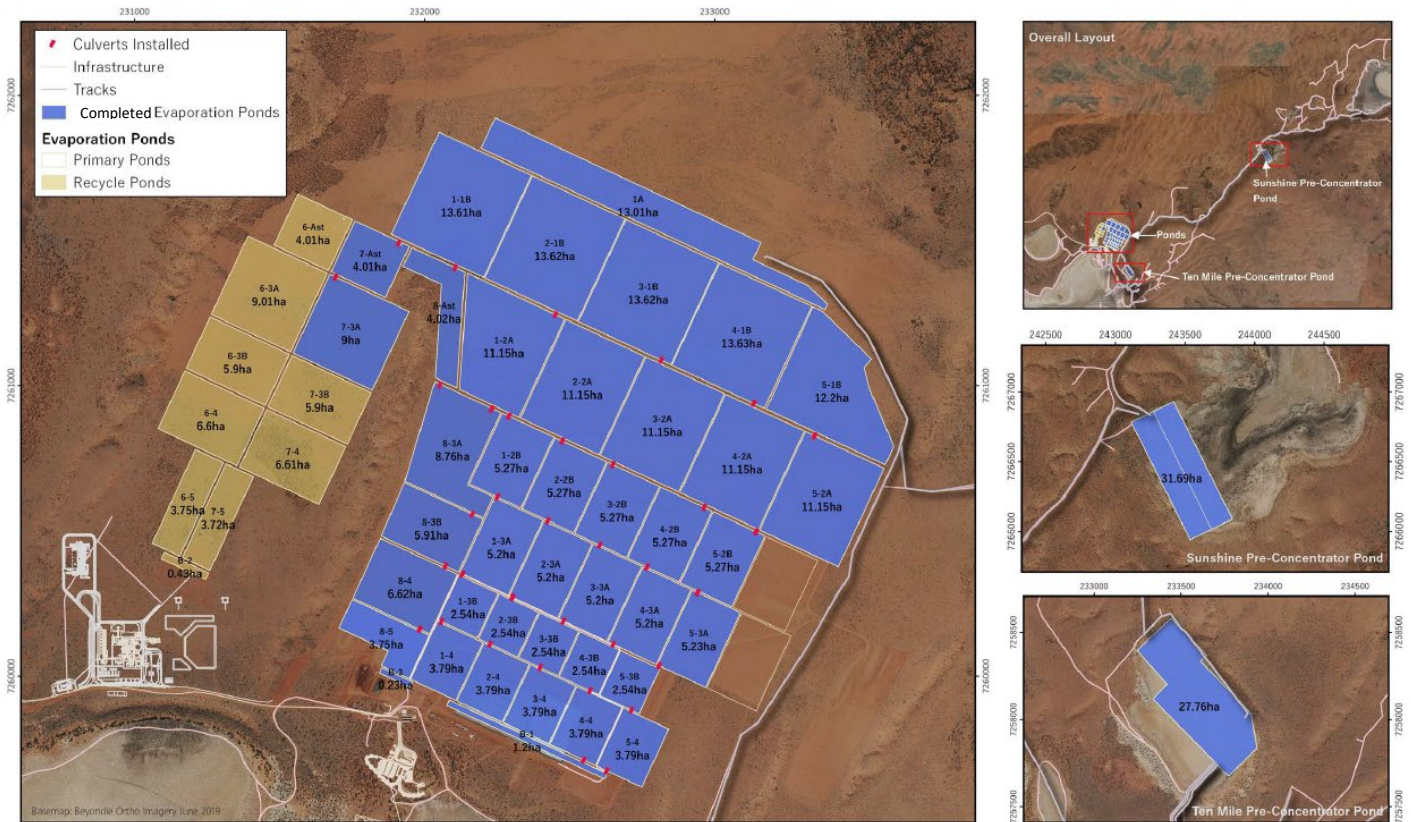 231000
232000
233000
7262000
7261000
7260000
7262000
7261000
7260000
Culverts Installed
Infrastructure
Tracks
Completed Evaporation Ponds
Evaporation Ponds
Primary Ponds
Recycle Ponds
1A
13.01ha
1-1B
13.61ha
2-1B
13.62ha
3-1B
13.62ha
4-1B
13.63ha
5-1B
12.2ha
6-Ast
4.01ha
7-Ast
4.01ha
8-Ast
4.02ha
6-3A
9.01ha
7-3A
9ha
6-3B
5.9ha
7-3B
5.9ha
6-4
6.6ha
7-4
6.61ha
6-5
3.75ha
7-5
3.72ha
B-2
0.43ha
1-2A
11.15ha
2-2A
11.15ha
3-2A
11.15ha
4-2A
11.15ha
5-2A
11.15ha
8-3A
8.76ha
1-2B
5.27ha
2-2B
5.27ha
3-2B
5.27ha
4-2B
5.27ha
5-2B
5.27ha
8-3B
5.91ha
1-3A
5.2ha
2-3A
5.2ha
3-3A
5.2ha
4-3A
5.2ha
5-3A
5.23ha
8-4
6.62ha
1-3B
2.54ha
2-3B
2.54ha
3-3B
2.54ha
4-3B
2.54ha
5-3B
2.54ha
8-5
3.75ha
B-3
0.23ha
1-4
3.79ha
2-4
3.79ha
3-4
3.79ha
4-4
3.79ha
5-4
3.79ha
B-1
1.2ha
Basemap: Beyondie Ortho Imagery June 2019
Overall Layout
Sunshine Pre-Concentrator
Pond
Ponds
Ten Mile Pre-Concentrator Pond
242500
243000
243500
244000
244500
7267000
7266500
7266000
7267000
7266500
7266000
31.69ha
Sunshine Pre-Concentrator Pond
233000
233500
234000
234500
7258500
7258000
7257500
7258500
7258000
7257500
27.76ha
Ten Mile Pre-Concentrator Pond